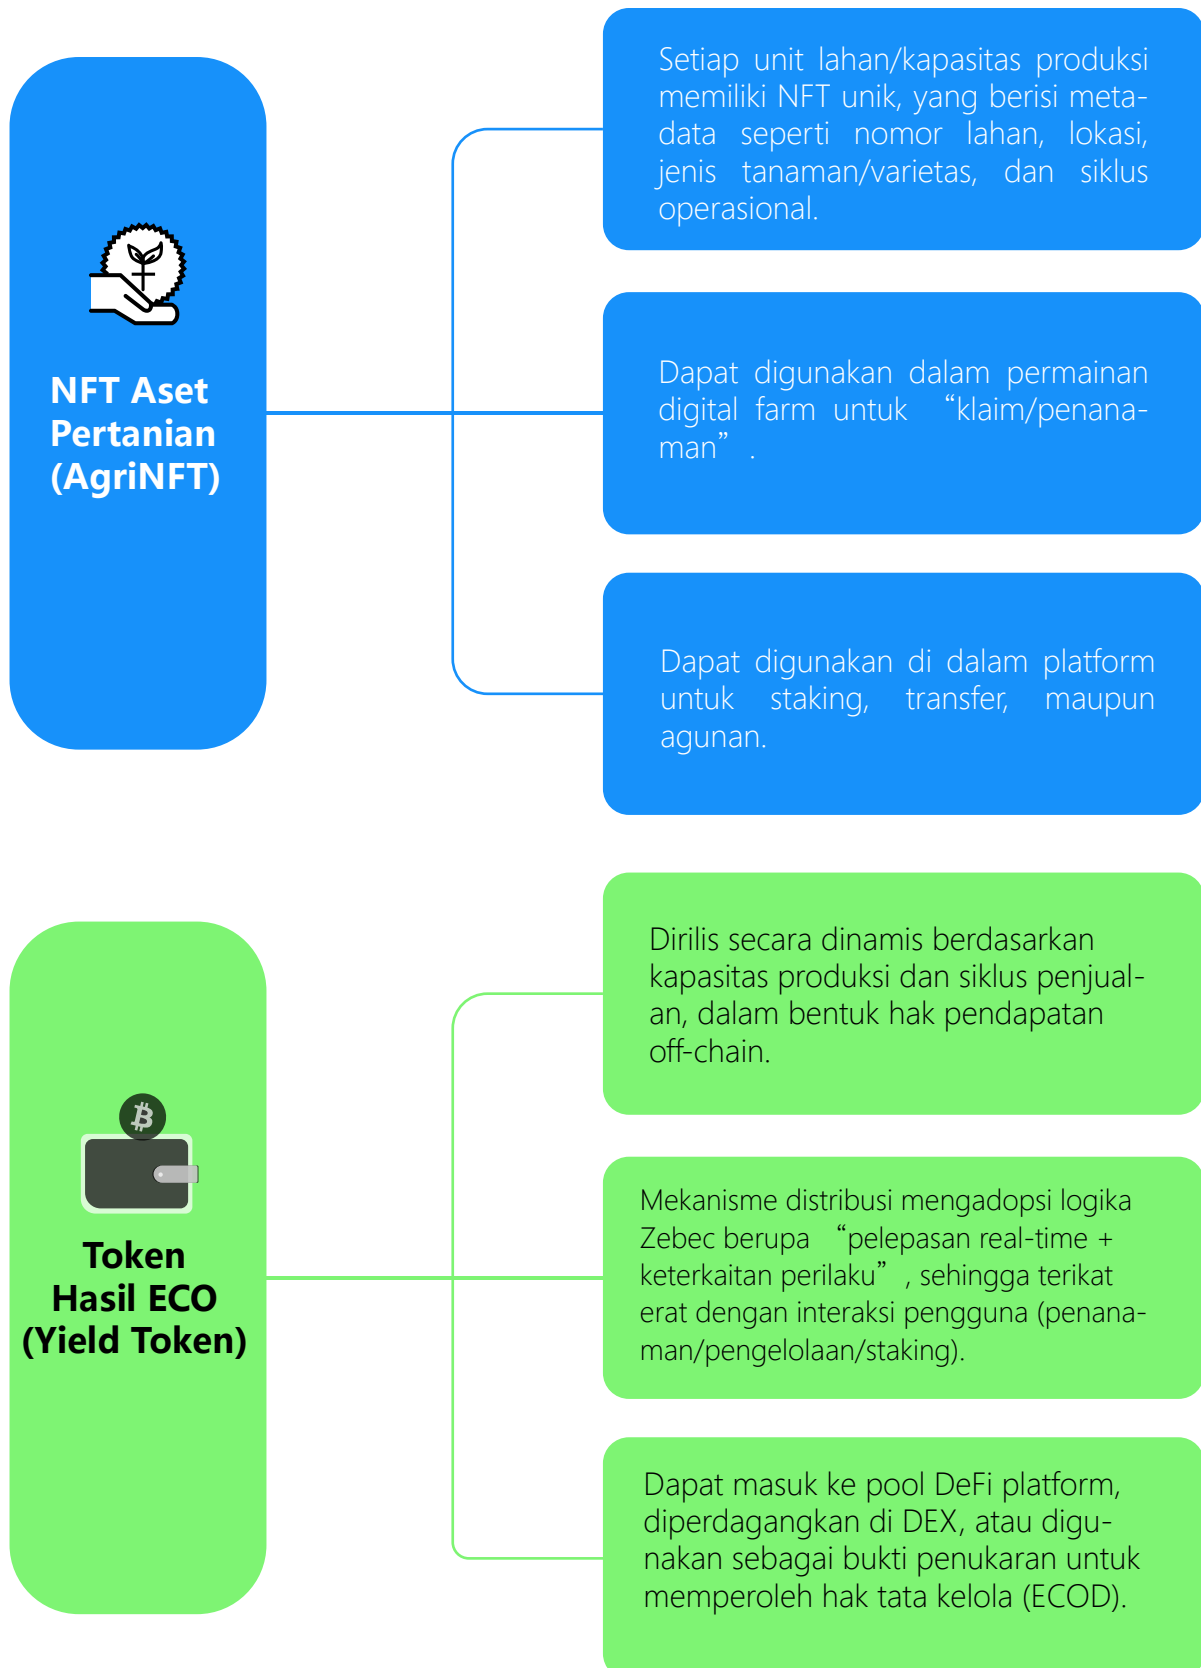 NFT Aset
Pertanian
(AgriNFT)
Setiap unit lahan/kapasitas produksi
memiliki NFT unik, yang berisi meta-
data seperti nomor lahan, lokasi,
jenis tanaman/varietas, dan siklus
operasional.
Dapat digunakan dalam permainan
digital farm untuk “klaim/penana-
man”.
Dapat digunakan di dalam platform
untuk staking, transfer, maupun
agunan.
Token
Hasil ECO
(Yield Token)
Dirilis secara dinamis berdasarkan
kapasitas produksi dan siklus penjual-
an, dalam bentuk hak pendapatan
off-chain.
Mekanisme distribusi mengadopsi logika
Zebec berupa “pelepasan real-time +
keterkaitan perilaku”, sehingga terikat
erat dengan interaksi pengguna (penana-
man/pengelolaan/staking).
Dapat masuk ke pool DeFi platform,
diperdagangkan di DEX, atau digu-
nakan sebagai bukti penukaran untuk
memperoleh hak tata kelola (ECOD).